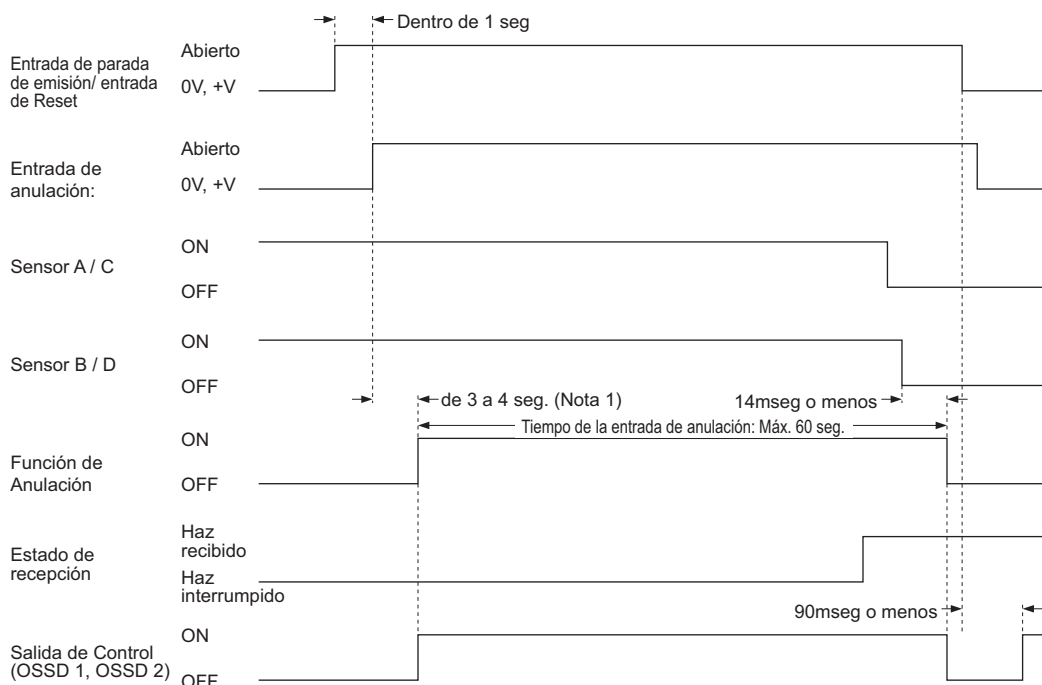 Dentro de 1 seg
Entrada de parada
de emisión/ entrada
de Reset
Abierto
0V, +V
Entrada de
anulación:
Abierto
0V, +V
Sensor A / C
ON
OFF
Sensor B / D
ON
OFF
de 3 a 4 seg. (Nota 1)
14mseg o menos
Tiempo de la entrada de anulación: Máx. 60 seg.
Función de
Anulación
ON
OFF
Estado de
recepción
Haz
recibido
Haz
interrumpido
90mseg o menos
Salida de Control
(OSSD 1, OSSD 2)
ON
OFF